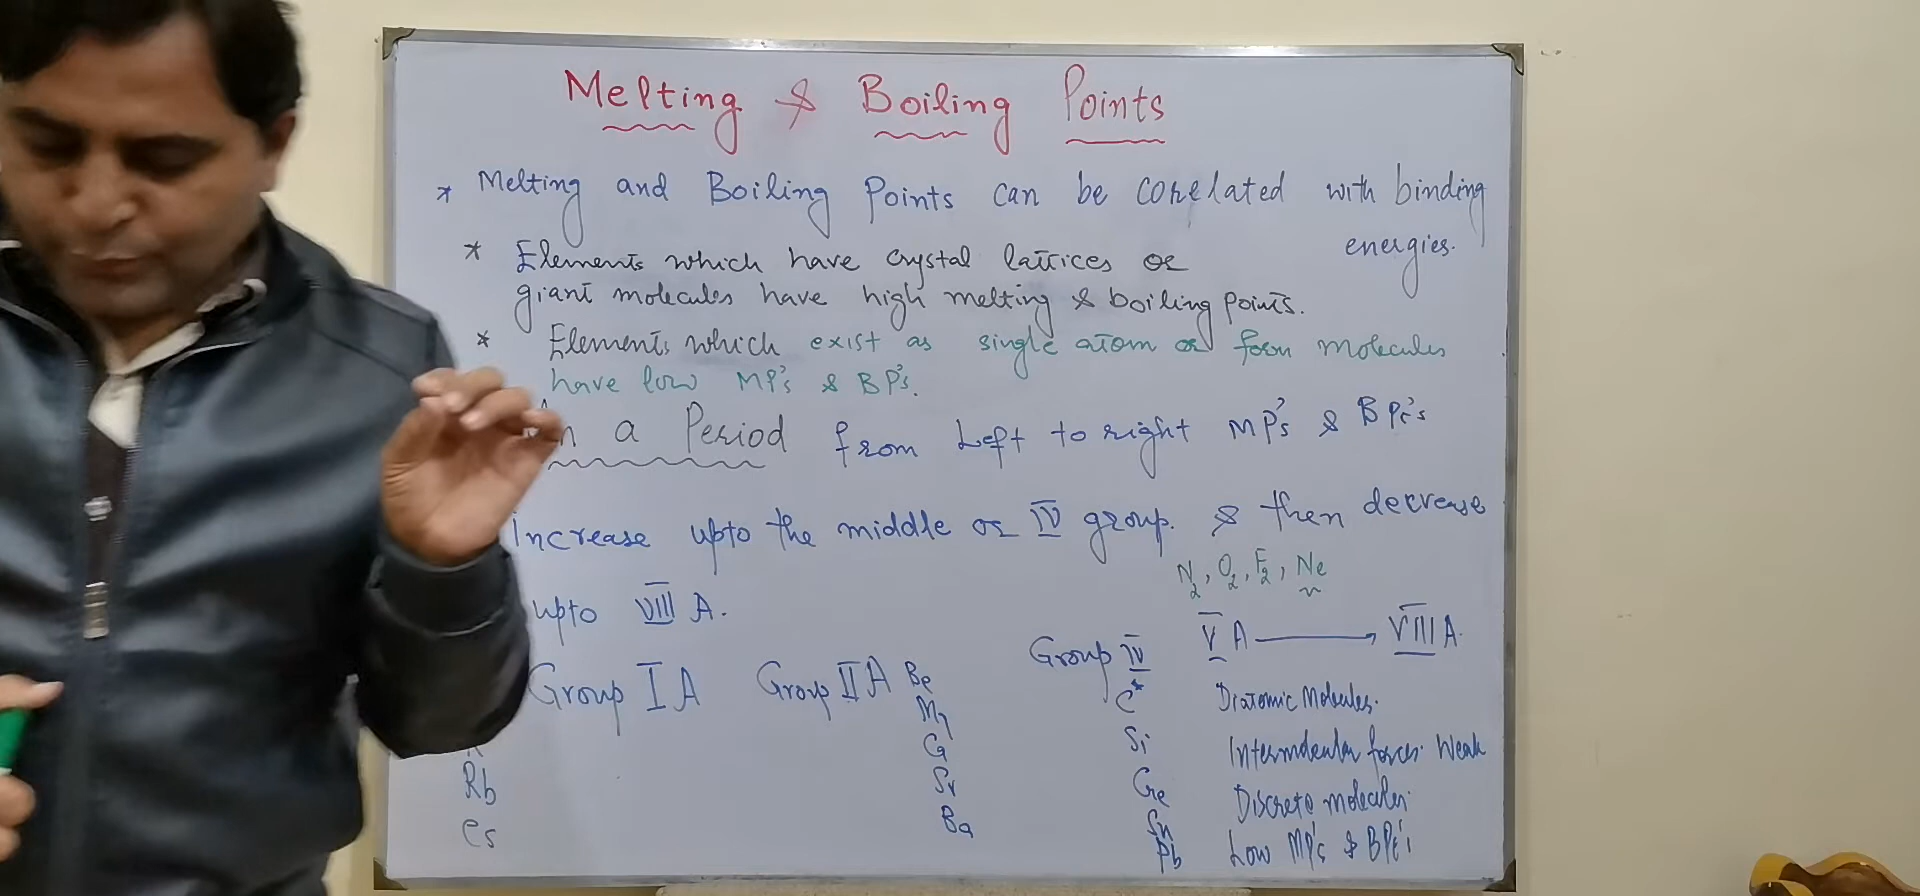 Melting & Boiling Points
* Melting and Boiling Points can be corelated with binding
energies.
* Elements which have crystal lattices or
giant molecules have high melting & boiling points.
* Elements which exist as single atom or form molecules
have low MP's & BP's.
In a Period from Left to right MP's & BPt's
Increase upto the middle or IV group. & then decrease
N2, O2, F2, Ne
upto VIII A.
V A → VIII A.
Group I A Group II A Be Group IV
Mg C* Diatomic Molecules.
Ca Si Intermolecular forces. Weak
Rb Sr Ge Discrete molecules.
Cs Ba Sn
Pb Low MP's & BPt's